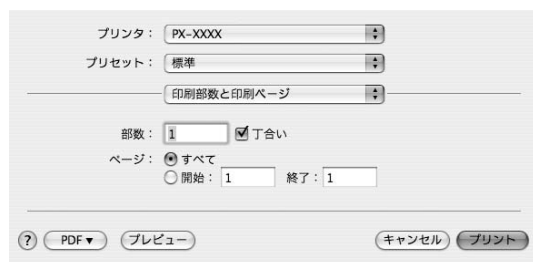 プリンタ： PX-XXXX
プリセット： 標準
印刷部数と印刷ページ
部数： 1 丁合い
ページ： すべて
開始： 1 終了： 1
? PDF▼ プレビュー キャンセル プリント